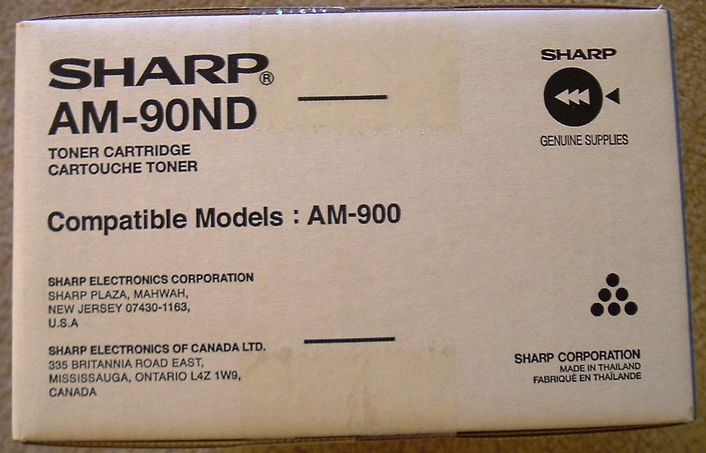 SHARP®
AM-90ND
TONER CARTRIDGE
CARTOUCHE TONER
Compatible Models : AM-900
SHARP ELECTRONICS CORPORATION
SHARP PLAZA, MAHWAH,
NEW JERSEY 07430-1163,
U.S.A
SHARP ELECTRONICS OF CANADA LTD.
335 BRITANNIA ROAD EAST,
MISSISSAUGA, ONTARIO L4Z 1W9,
CANADA
SHARP
GENUINE SUPPLIES
SHARP CORPORATION
MADE IN THAILAND
FABRIQUÉ EN THAÏLANDE